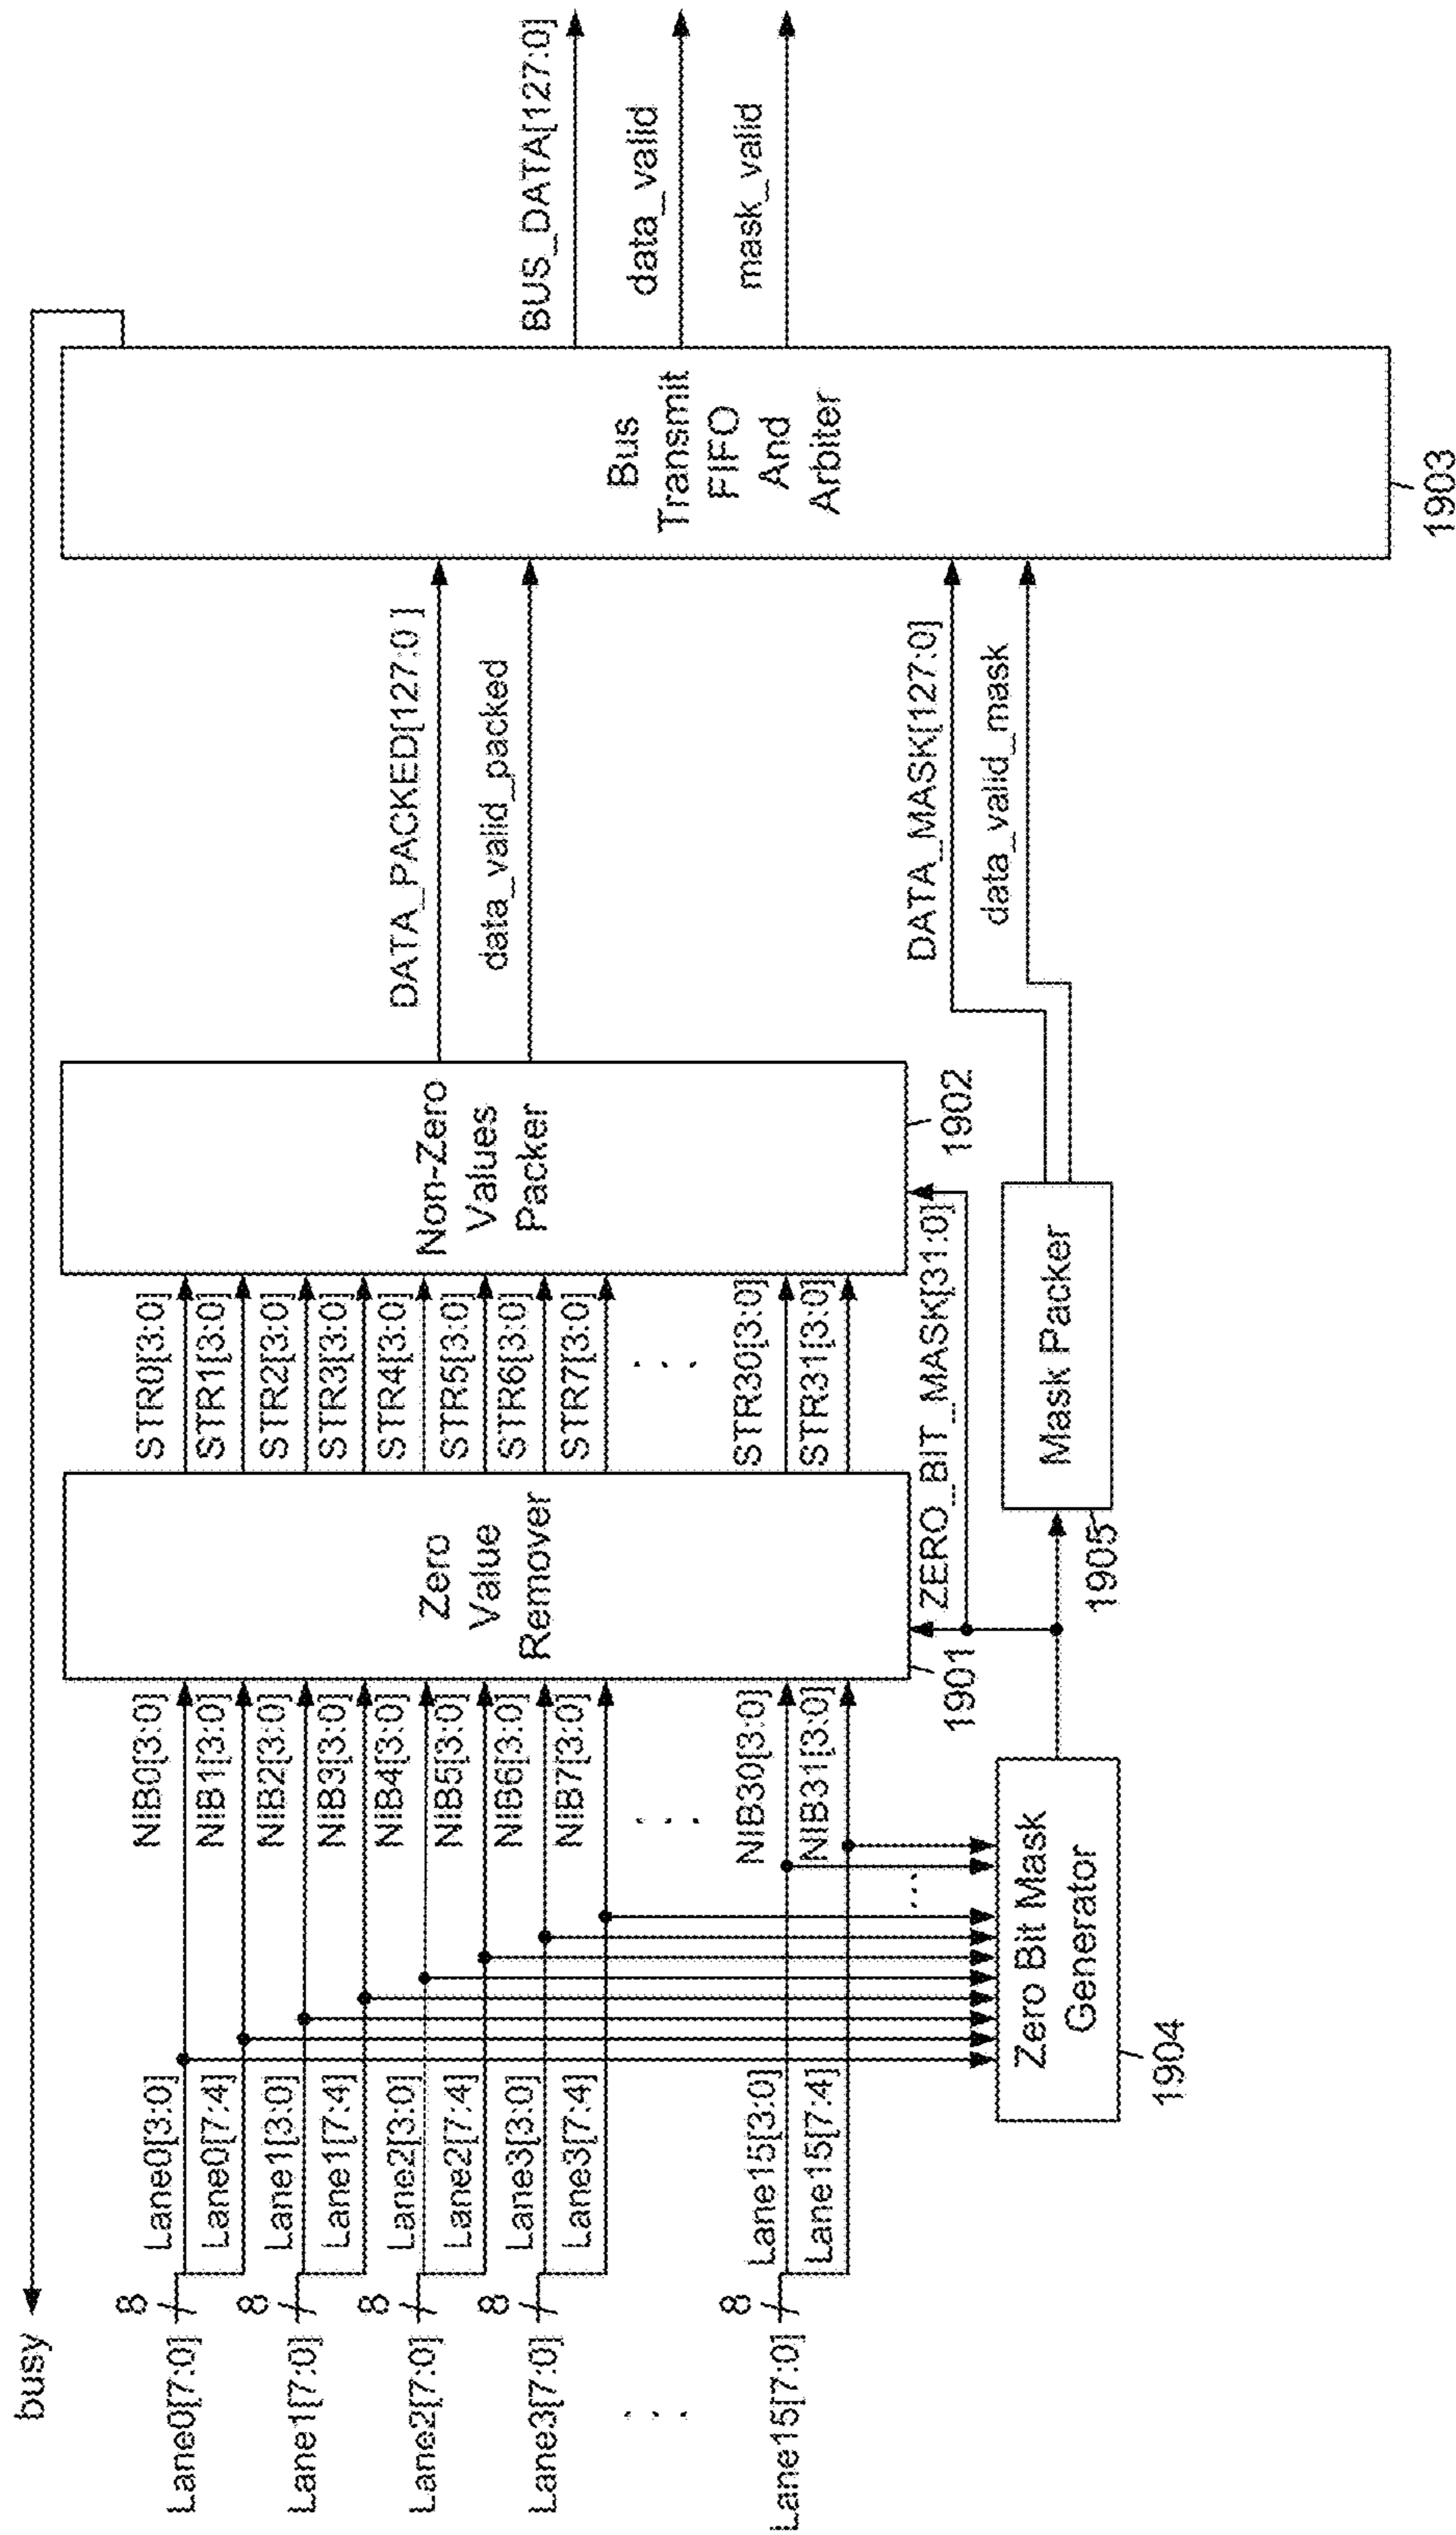 busy
Lane0[7:0]
8
Lane1[7:0]
8
Lane2[7:0]
8
Lane3[7:0]
8
. . .
Lane15[7:0]
8
Lane0[3:0]
Lane0[7:4]
Lane1[3:0]
Lane1[7:4]
Lane2[3:0]
Lane2[7:4]
Lane3[3:0]
Lane3[7:4]
Lane15[3:0]
Lane15[7:4]
NIB0[3:0]
NIB1[3:0]
NIB2[3:0]
NIB3[3:0]
NIB4[3:0]
NIB5[3:0]
NIB6[3:0]
NIB7[3:0]
. . .
NIB30[3:0]
NIB31[3:0]
...
Zero Bit Mask
Generator
1904
Zero
Value
Remover
1901
STR0[3:0]
STR1[3:0]
STR2[3:0]
STR3[3:0]
STR4[3:0]
STR5[3:0]
STR6[3:0]
STR7[3:0]
. . .
STR30[3:0]
STR31[3:0]
ZERO_BIT_MASK[31:0]
Mask Packer
1905
Non-Zero
Values
Packer
1902
DATA_PACKED[127:0 ]
data_valid_packed
DATA_MASK[127:0]
data_valid_mask
Bus
Transmit
FIFO
And
Arbiter
1903
BUS_DATA[127:0]
data_valid
mask_valid